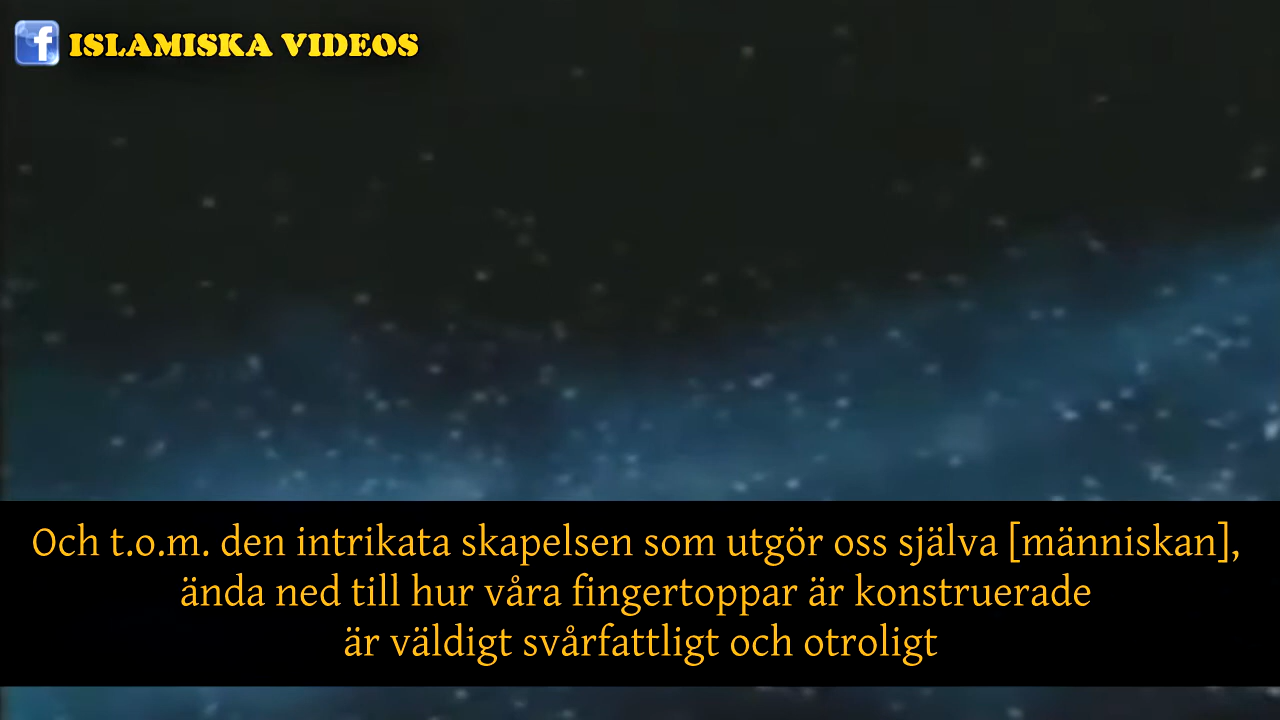 f ISLAMISKA VIDEOS
Och t.o.m. den intrikata skapelsen som utgör oss själva [människan],
ända ned till hur våra fingertoppar är konstruerade
är väldigt svårfattligt och otroligt